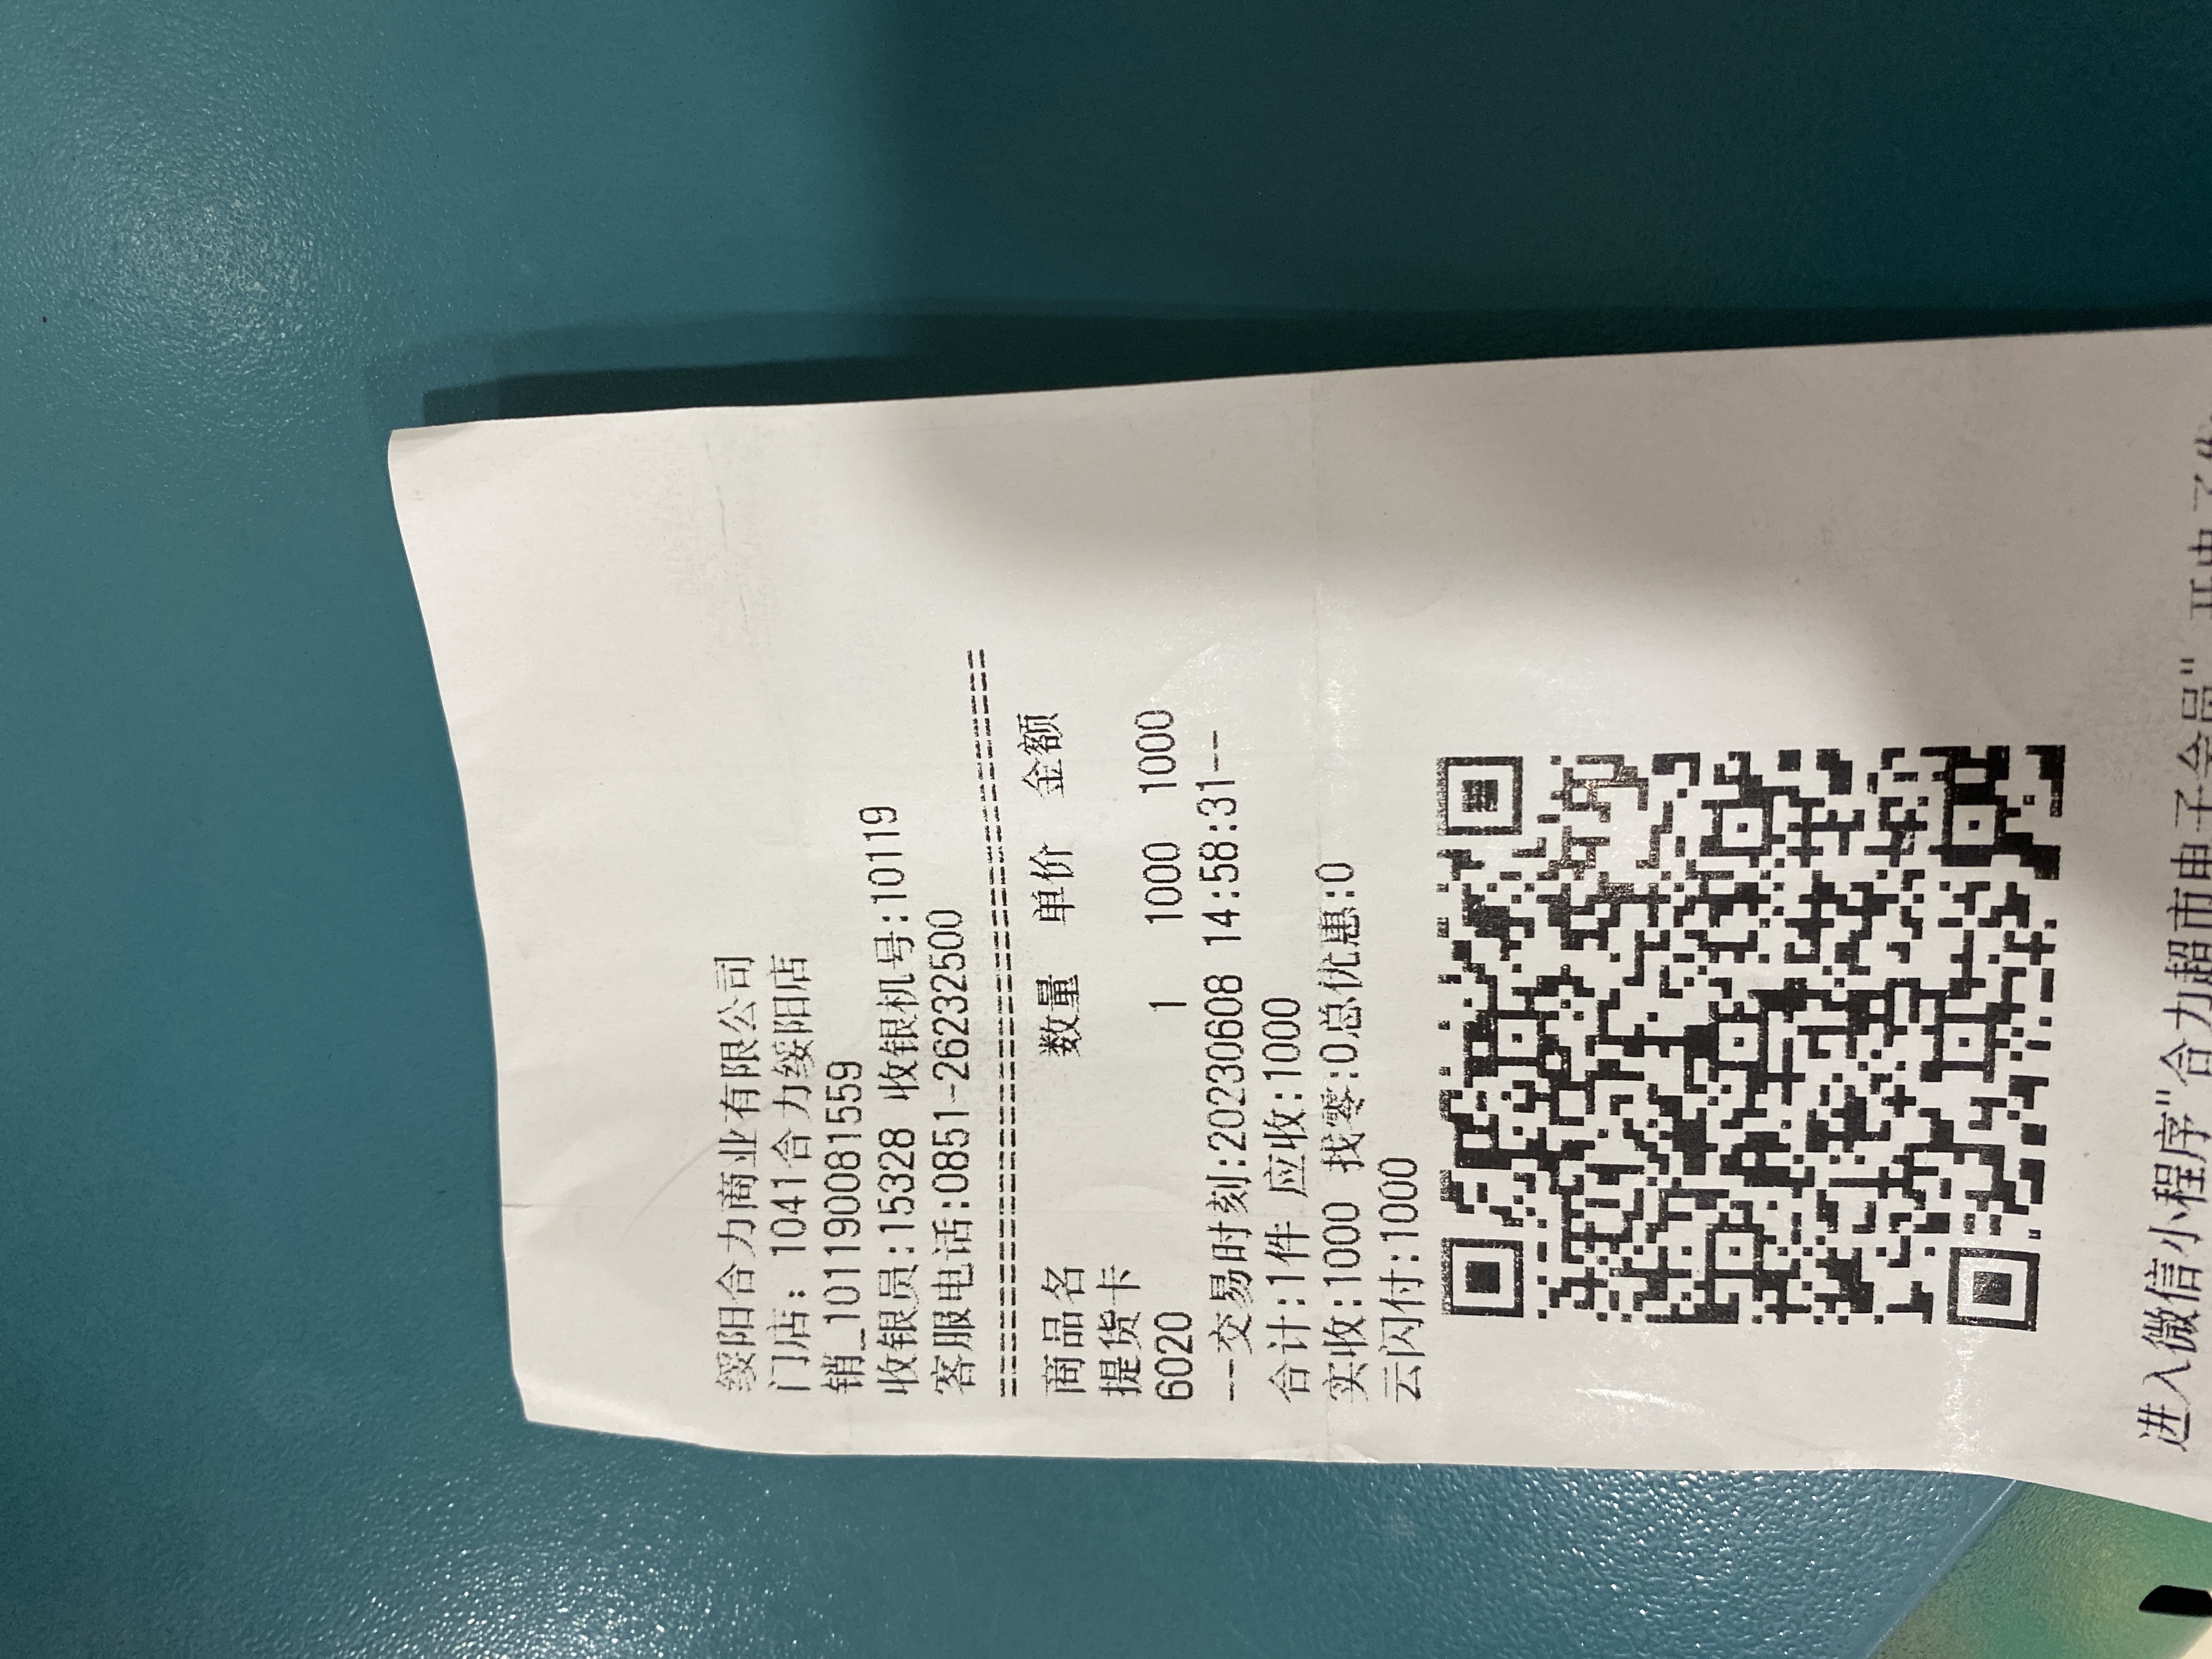 绥阳合力商业有限公司
门店: 1041合力绥阳店
销_101190081559
收银员:15328 收银机号:10119
客服电话:0851-26232500
========================================
商品名 数量 单价 金额
提货卡
6020 1 1000 1000
--交易时刻:20230608 14:58:31--
合计:1件 应收:1000
实收:1000 找零:0总优惠:0
云闪付:1000
进入微信小程序"合力超市电子会员",开电子发